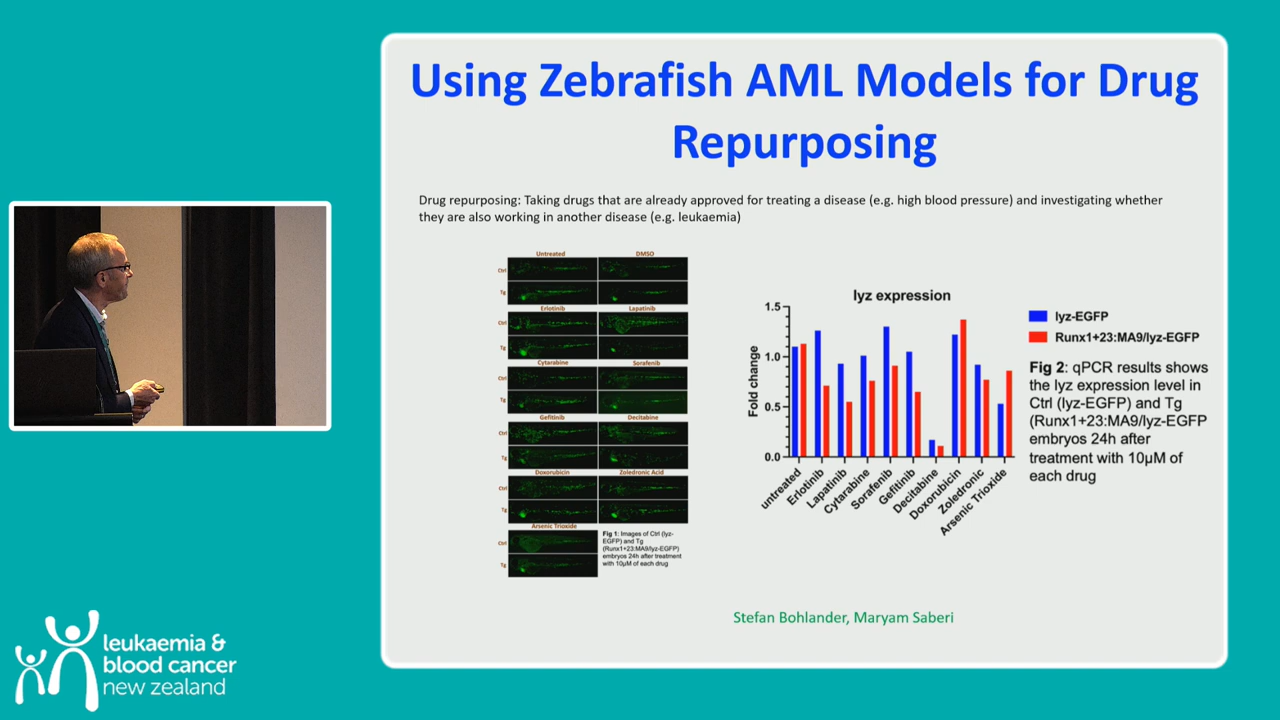 Using Zebrafish AML Models for Drug
Repurposing
Drug repurposing: Taking drugs that are already approved for treating a disease (e.g. high blood pressure) and investigating whether
they are also working in another disease (e.g. leukaemia)
Untreated
DMSO
Ctrl
Tg
Erlotinib
Lapatinib
Ctrl
Tg
Cytarabine
Sorafenib
Ctrl
Tg
Gefitinib
Decitabine
Ctrl
Tg
Doxorubicin
Zoledronic Acid
Ctrl
Tg
Arsenic Trioxide
Ctrl
Tg
Fig 1: Images of Ctrl (lyz-
EGFP) and Tg
(Runx1+23:MA9/lyz-EGFP)
embryos 24h after treatment
with 10µM of each drug
lyz expression
Fold change
1.5
1.0
0.5
0.0
untreated
Erlotinib
Lapatinib
Cytarabine
Sorafenib
Gefitinib
Decitabine
Doxorubicin
Zoledronic
Arsenic Trioxide
lyz-EGFP
Runx1+23:MA9/lyz-EGFP
Fig 2: qPCR results shows
the lyz expression level in
Ctrl (lyz-EGFP) and Tg
(Runx1+23:MA9/lyz-EGFP
embryos 24h after
treatment with 10µM of
each drug
Stefan Bohlander, Maryam Saberi
leukaemia &
blood cancer
new zealand